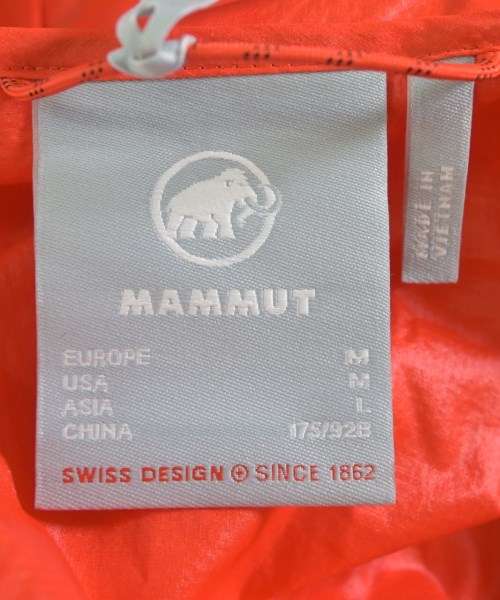 MAMMUT
EUROPE M
USA M
ASIA L
CHINA 175/92B
SWISS DESIGN SINCE 1862
MADE IN
VIETNAM